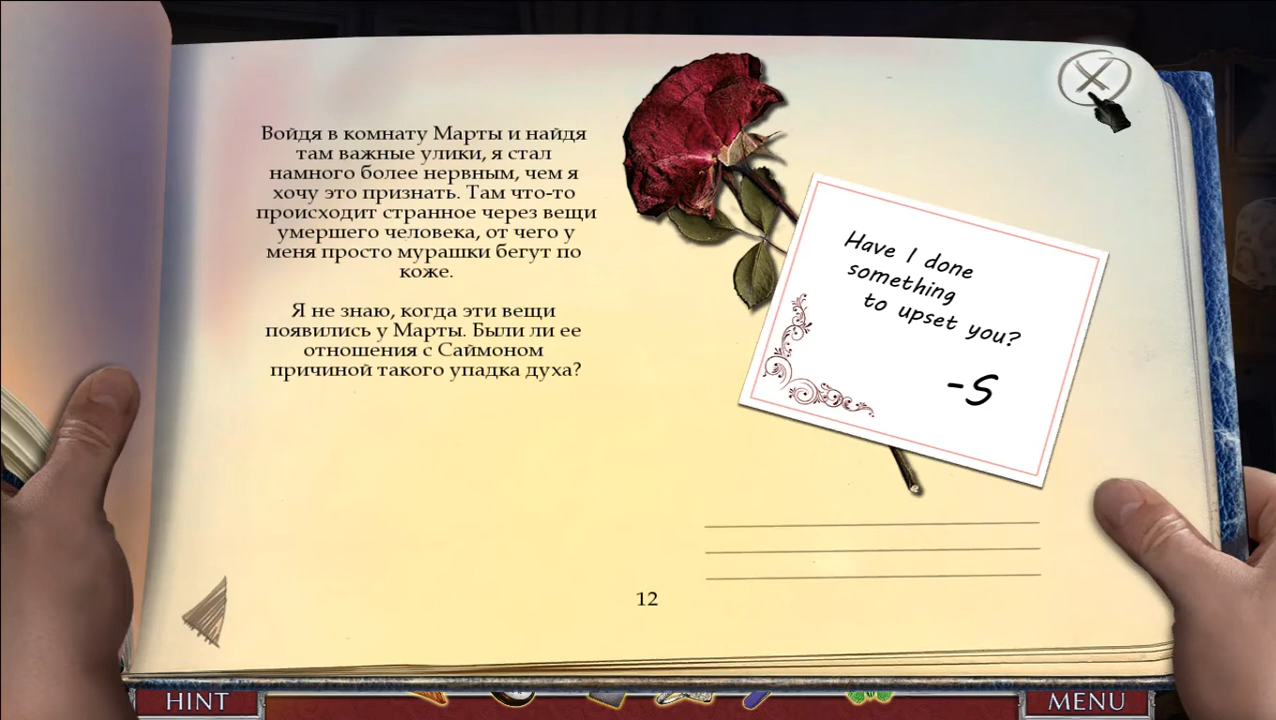 Войдя в комнату Марты и найдя
там важные улики, я стал
намного более нервным, чем я
хочу это признать. Там что-то
происходит странное через вещи
умершего человека, от чего у
меня просто мурашки бегут по
коже.
Я не знаю, когда эти вещи
появились у Марты. Были ли ее
отношения с Саймоном
причиной такого упадка духа?
Have I done
something
to upset you?
-S
12
HINT
MENU